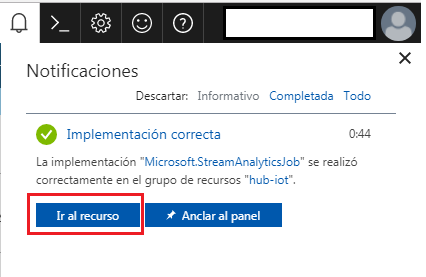 Notificaciones
Descartar: Informativo Completada Todo
Implementación correcta 0:44
La implementación "Microsoft.StreamAnalyticsJob" se realizó
correctamente en el grupo de recursos "hub-iot".
Ir al recurso Anclar al panel